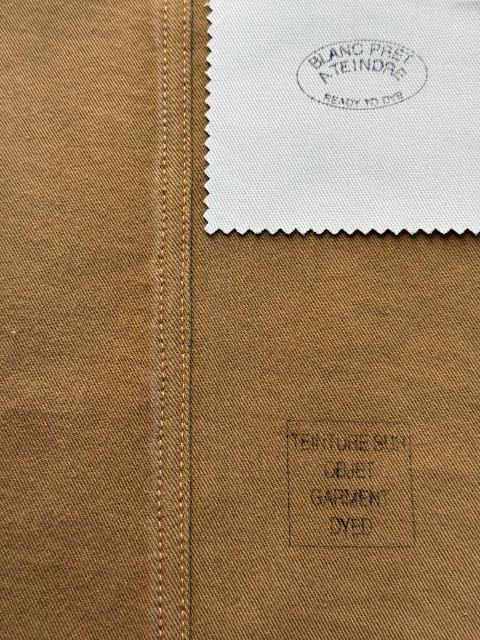 BLANC PRET
A TEINDRE
READY TO DYE
TEINTURE SUR
OBJET
GARMENT
DYED